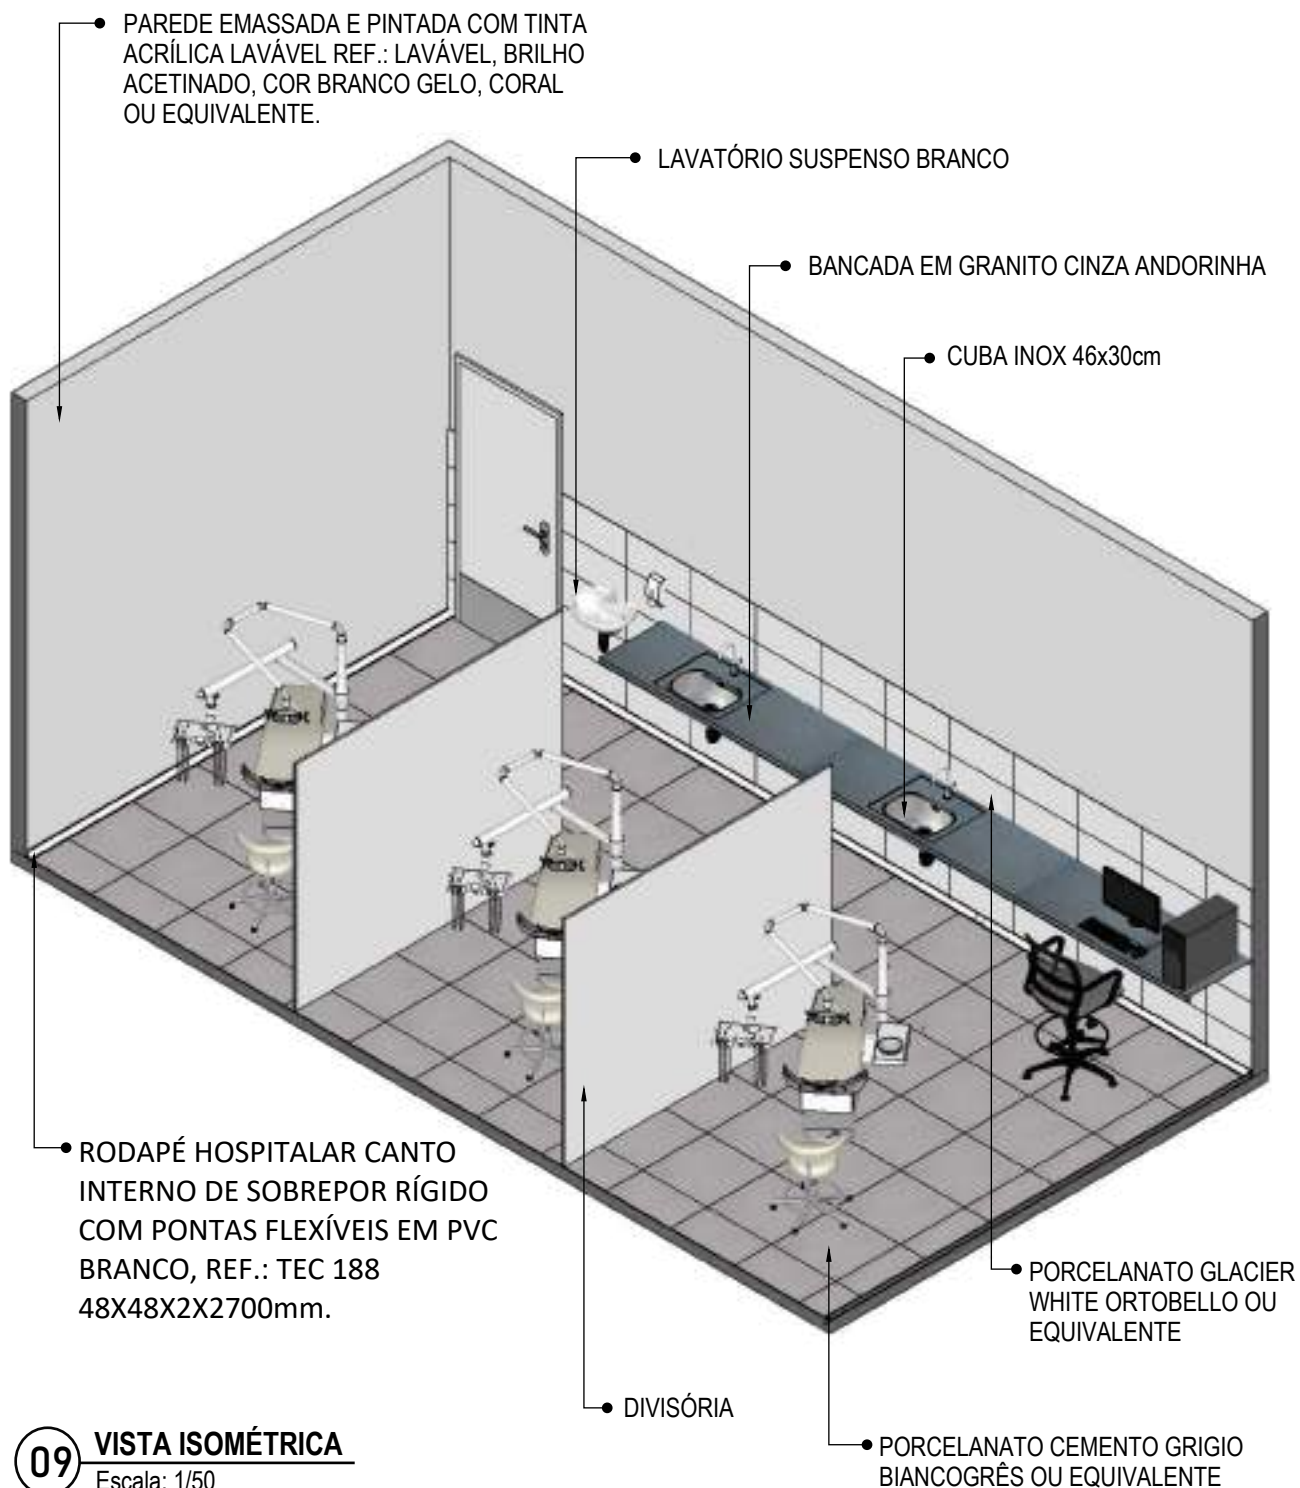 PAREDE EMASSADA E PINTADA COM TINTA
ACRÍLICA LAVÁVEL REF.: LAVÁVEL, BRILHO
ACETINADO, COR BRANCO GELO, CORAL
OU EQUIVALENTE.
LAVATÓRIO SUSPENSO BRANCO
BANCADA EM GRANITO CINZA ANDORINHA
CUBA INOX 46x30cm
RODAPÉ HOSPITALAR CANTO
INTERNO DE SOBREPOR RÍGIDO
COM PONTAS FLEXÍVEIS EM PVC
BRANCO, REF.: TEC 188
48X48X2X2700mm.
PORCELANATO GLACIER
WHITE ORTOBELLO OU
EQUIVALENTE
DIVISÓRIA
PORCELANATO CEMENTO GRIGIO
BIANCOGRÊS OU EQUIVALENTE
09
VISTA ISOMÉTRICA
Escala: 1/50